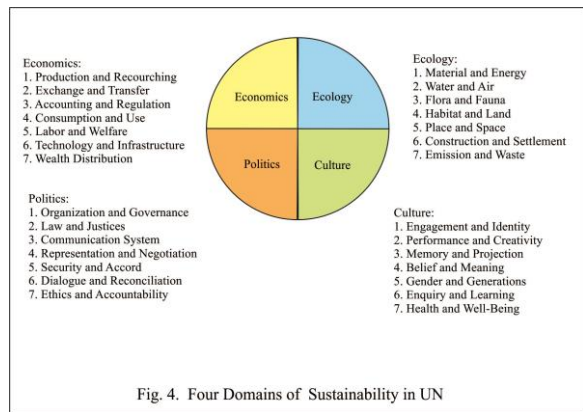 Economics:
1. Production and Recourching
2. Exchange and Transfer
3. Accounting and Regulation
4. Consumption and Use
5. Labor and Welfare
6. Technology and Infrastructure
7. Wealth Distribution
Economics
Ecology
Politics
Culture
Ecology:
1. Material and Energy
2. Water and Air
3. Flora and Fauna
4. Habitat and Land
5. Place and Space
6. Construction and Settlement
7. Emission and Waste
Politics:
1. Organization and Governance
2. Law and Justices
3. Communication System
4. Representation and Negotiation
5. Security and Accord
6. Dialogue and Reconciliation
7. Ethics and Accountability
Culture:
1. Engagement and Identity
2. Performance and Creativity
3. Memory and Projection
4. Belief and Meaning
5. Gender and Generations
6. Enquiry and Learning
7. Health and Well-Being
Fig. 4. Four Domains of Sustainability in UN